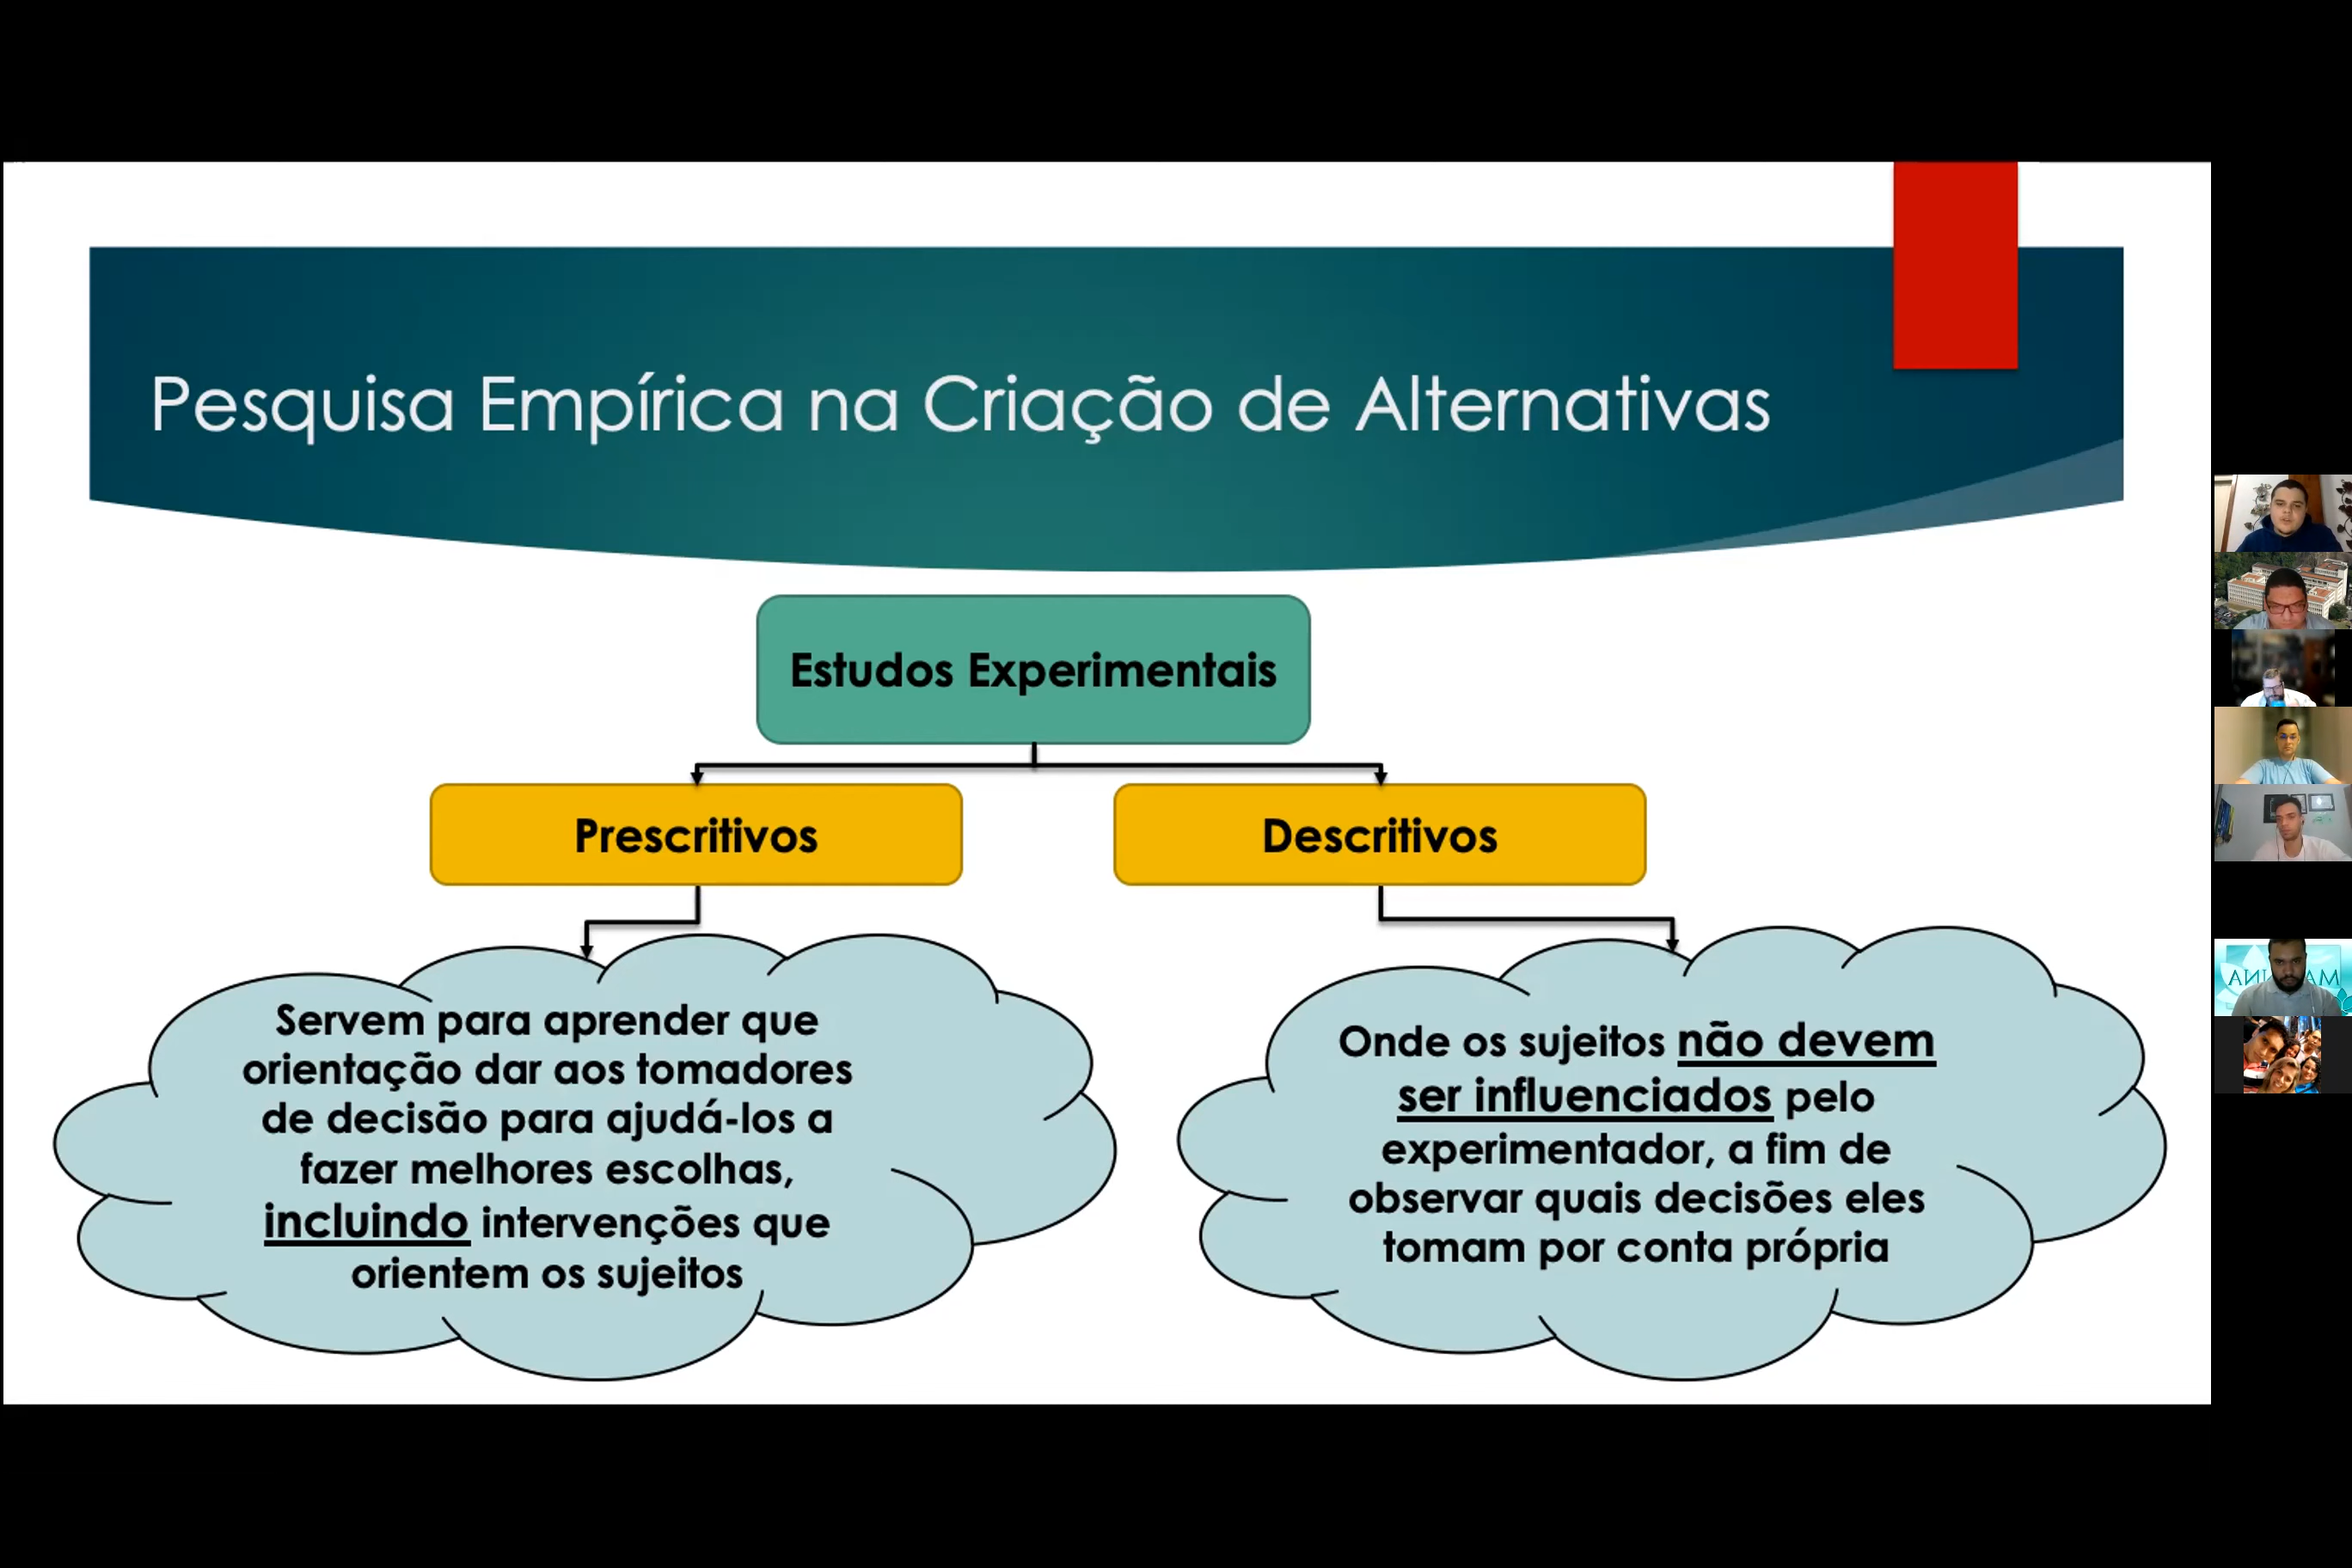 Pesquisa Empírica na Criação de Alternativas
Estudos Experimentais
Prescritivos
Descritivos
Servem para aprender que
orientação dar aos tomadores
de decisão para ajudá-los a
fazer melhores escolhas,
incluindo intervenções que
orientem os sujeitos
Onde os sujeitos não devem
ser influenciados pelo
experimentador, a fim de
observar quais decisões eles
tomam por conta própria